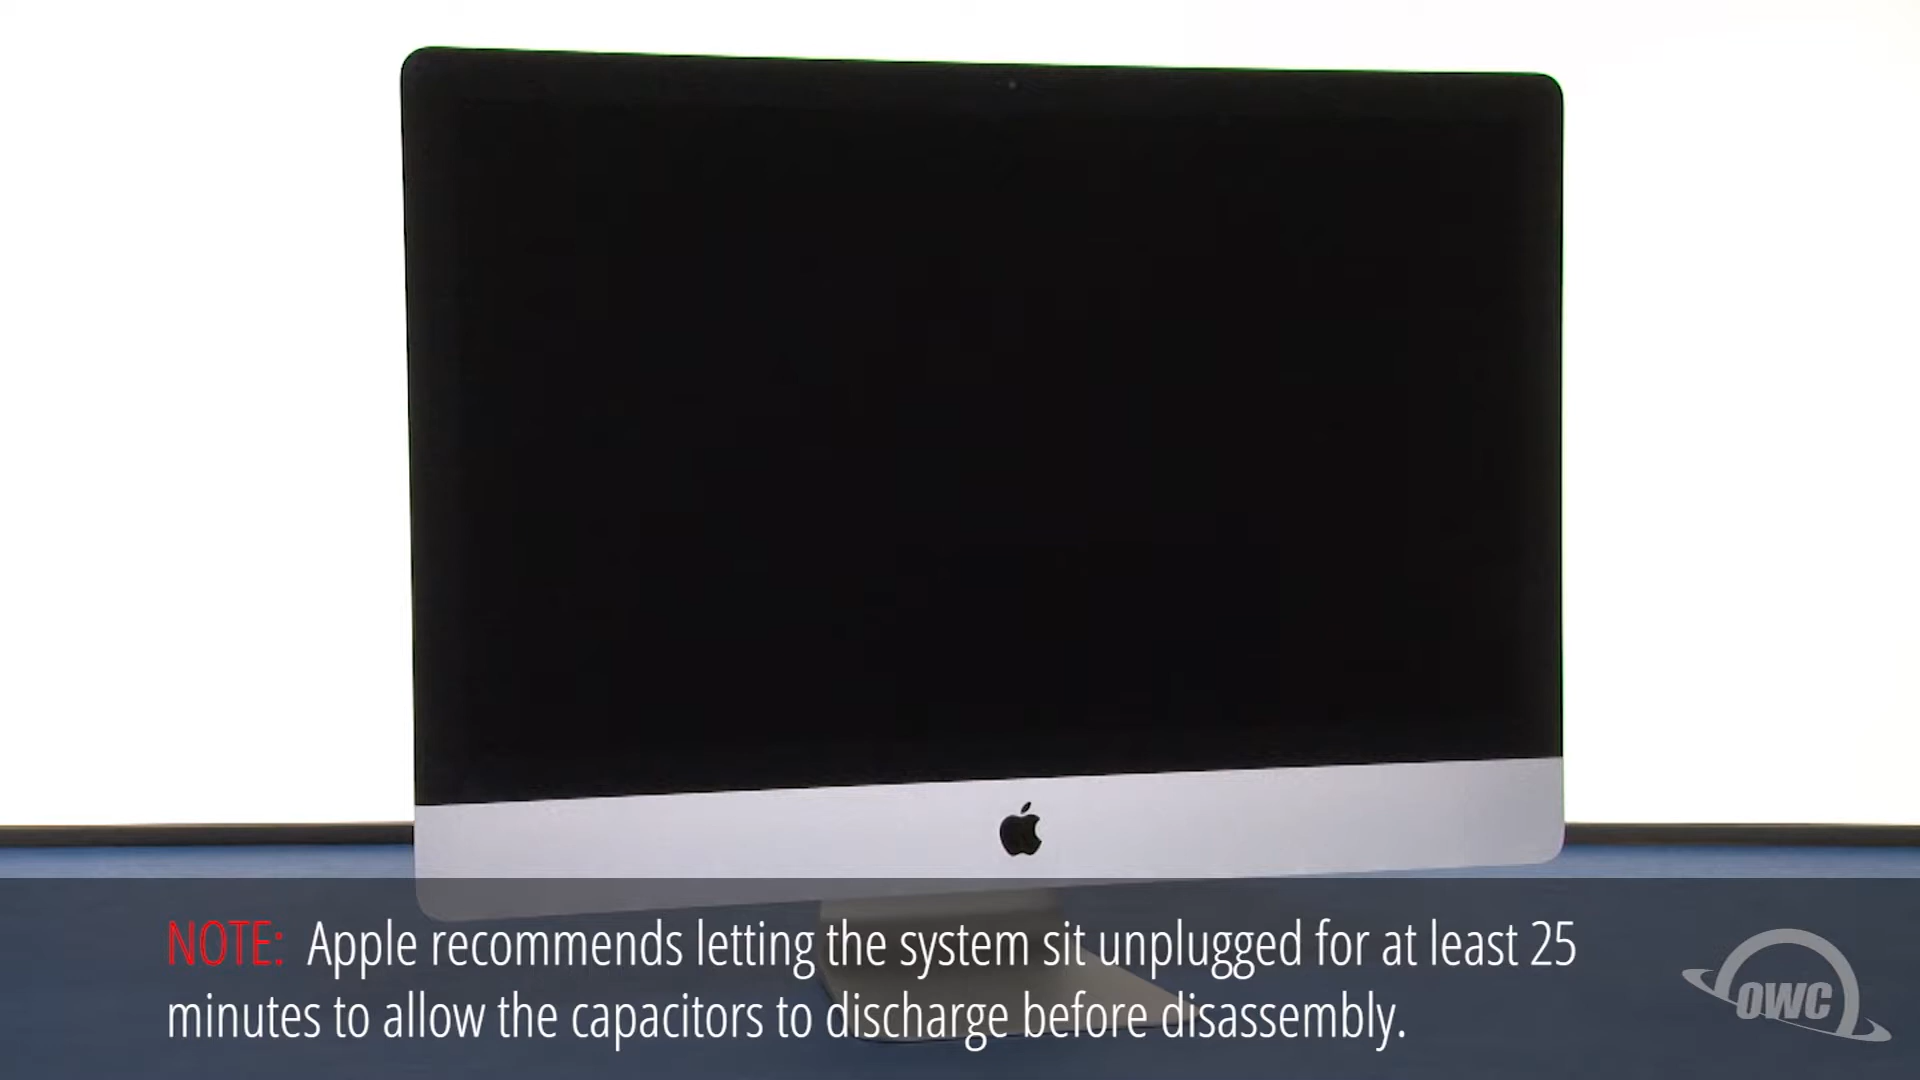 NOTE: Apple recommends letting the system sit unplugged for at least 25
minutes to allow the capacitors to discharge before disassembly.
OWC